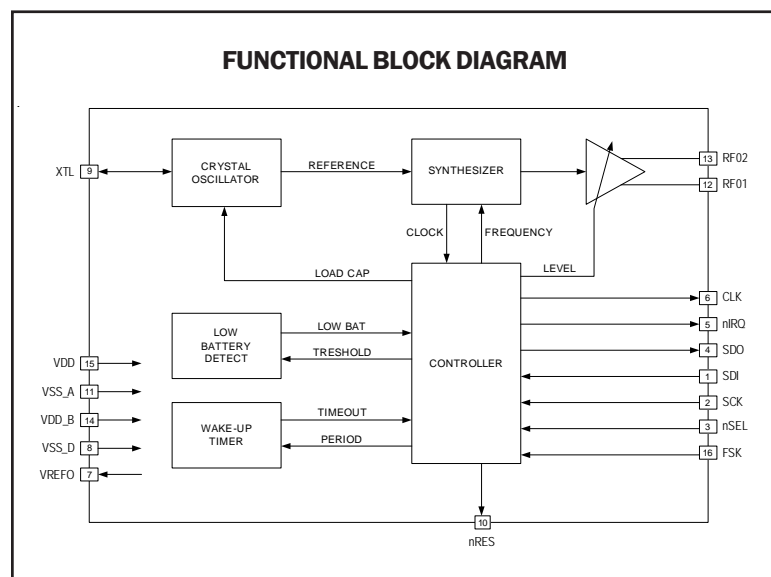 FUNCTIONAL BLOCK DIAGRAM
XTL
9
CRYSTAL
OSCILLATOR
REFERENCE
SYNTHESIZER
13
RF02
12
RF01
CLOCK
FREQUENCY
LOAD CAP
LEVEL
CONTROLLER
LOW
BATTERY
DETECT
LOW BAT
TRESHOLD
WAKE-UP
TIMER
TIMEOUT
PERIOD
6
CLK
5
nIRQ
4
SDO
1
SDI
2
SCK
3
nSEL
16
FSK
VDD
15
VSS_A
11
VDD_B
14
VSS_D
8
VREFO
7
10
nRES